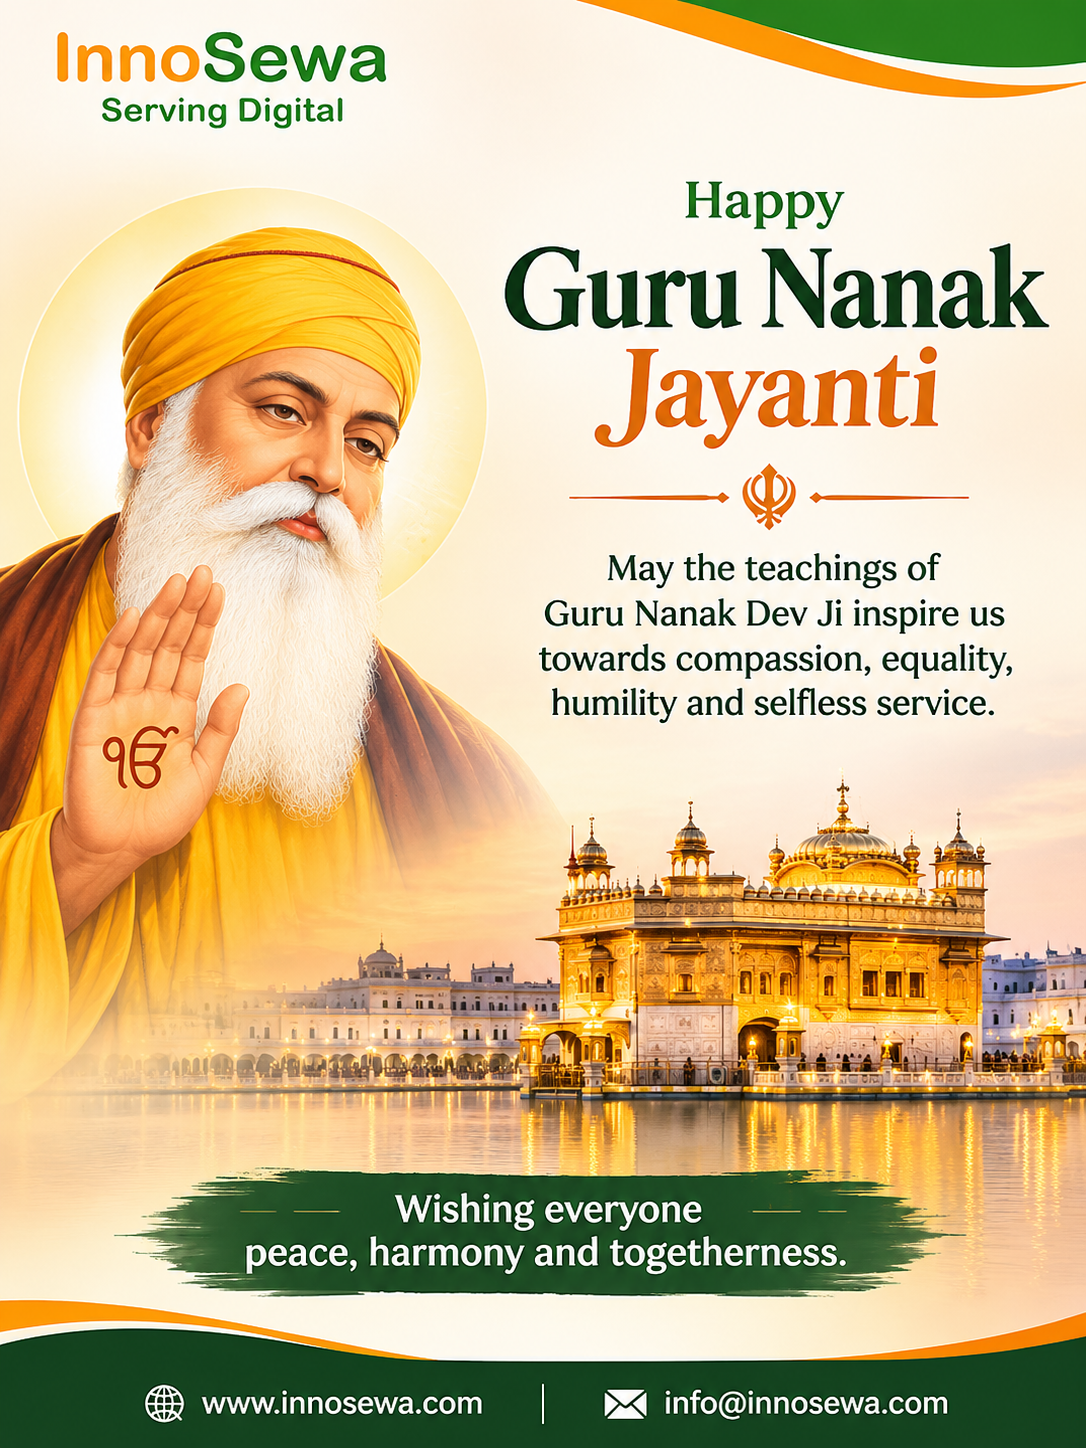 InnoSewa
Serving Digital
Happy
Guru Nanak
Jayanti
May the teachings of
Guru Nanak Dev Ji inspire us
towards compassion, equality,
humility and selfless service.
ੴ
Wishing everyone
peace, harmony and togetherness.
www.innosewa.com
info@innosewa.com